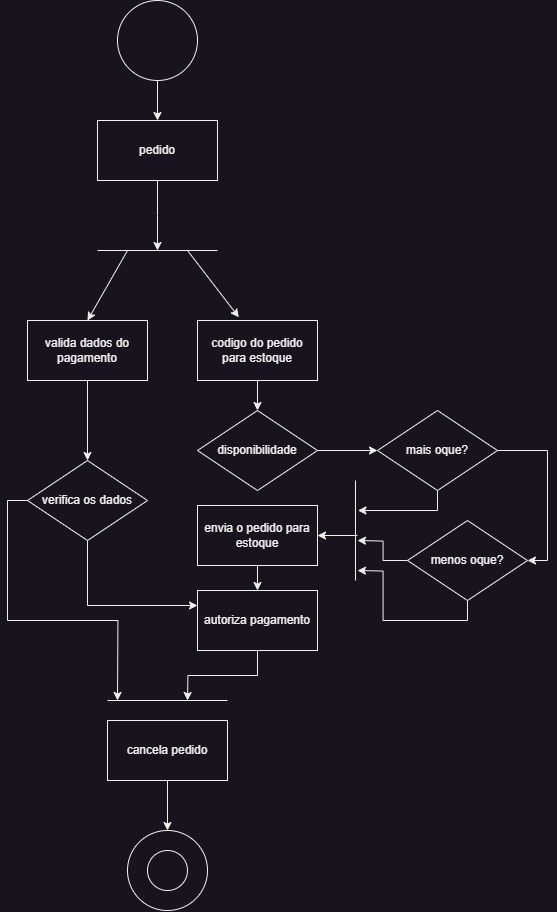 pedido
valida dados do
pagamento
codigo do pedido
para estoque
disponibilidade
mais oque?
verifica os dados
envia o pedido para
estoque
menos oque?
autoriza pagamento
cancela pedido